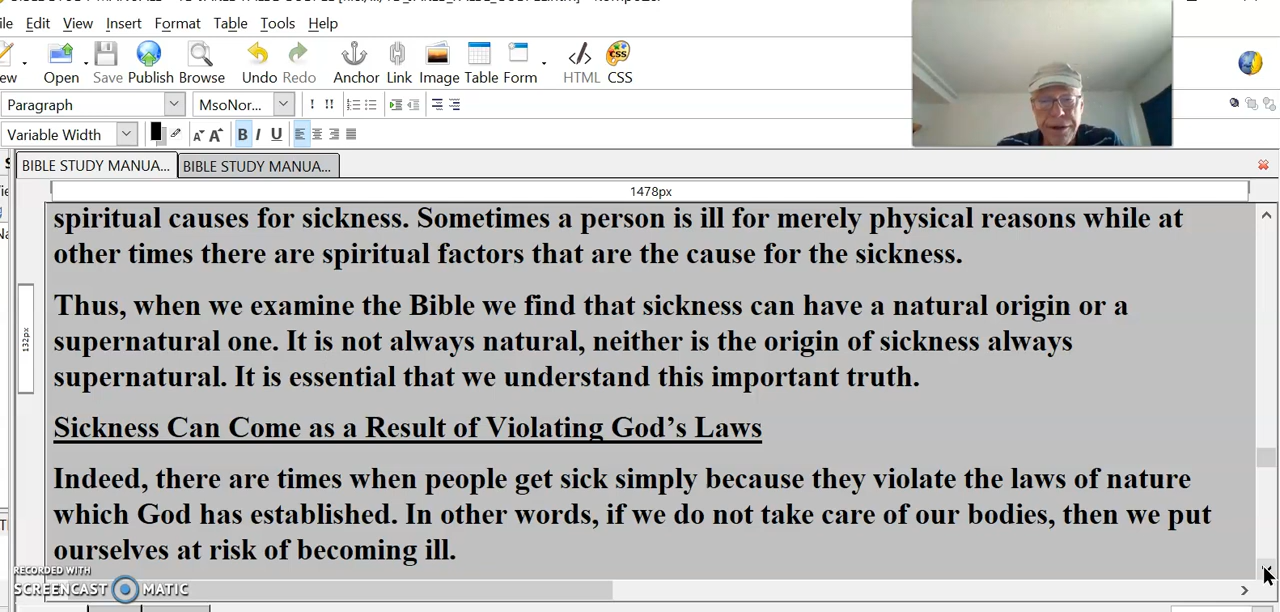 File Edit View Insert Format Table Tools Help
Open Save Publish Browse Undo Redo Anchor Link Image Table Form HTML CSS
Paragraph MsoNor... ! !!
Variable Width A A B I U
BIBLE STUDY MANUA... BIBLE STUDY MANUA...
1478px
132px
spiritual causes for sickness. Sometimes a person is ill for merely physical reasons while at
other times there are spiritual factors that are the cause for the sickness.
Thus, when we examine the Bible we find that sickness can have a natural origin or a
supernatural one. It is not always natural, neither is the origin of sickness always
supernatural. It is essential that we understand this important truth.
Sickness Can Come as a Result of Violating God’s Laws
Indeed, there are times when people get sick simply because they violate the laws of nature
which God has established. In other words, if we do not take care of our bodies, then we put
ourselves at risk of becoming ill.
RECORDED WITH
SCREENCAST MATIC